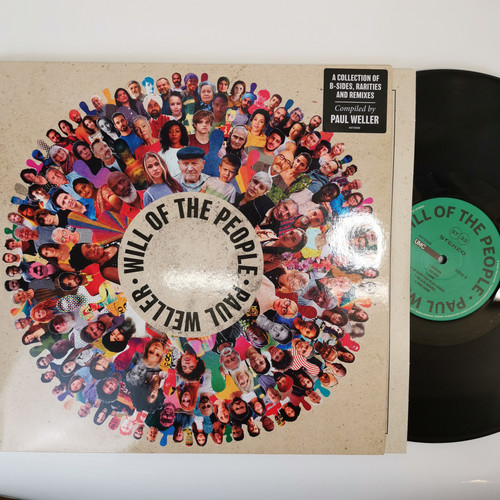 A COLLECTION OF
B-SIDES, RARITIES
AND REMIXES
Compiled by
PAUL WELLER
WILL OF THE PEOPLE · PAUL WELLER ·
WILL OF THE PEOPLE · PAUL W
STEREO
UMC